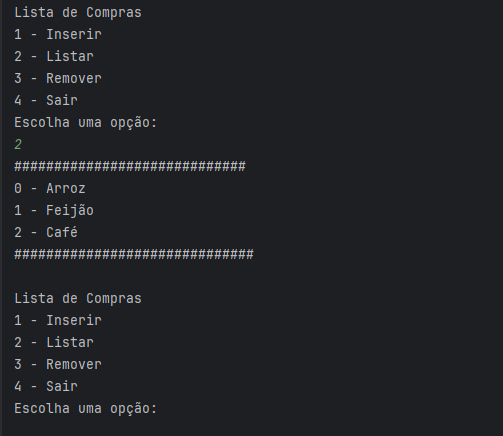 Lista de Compras
1 - Inserir
2 - Listar
3 - Remover
4 - Sair
Escolha uma opção:
2
#############################
0 - Arroz
1 - Feijão
2 - Café
##############################
Lista de Compras
1 - Inserir
2 - Listar
3 - Remover
4 - Sair
Escolha uma opção: